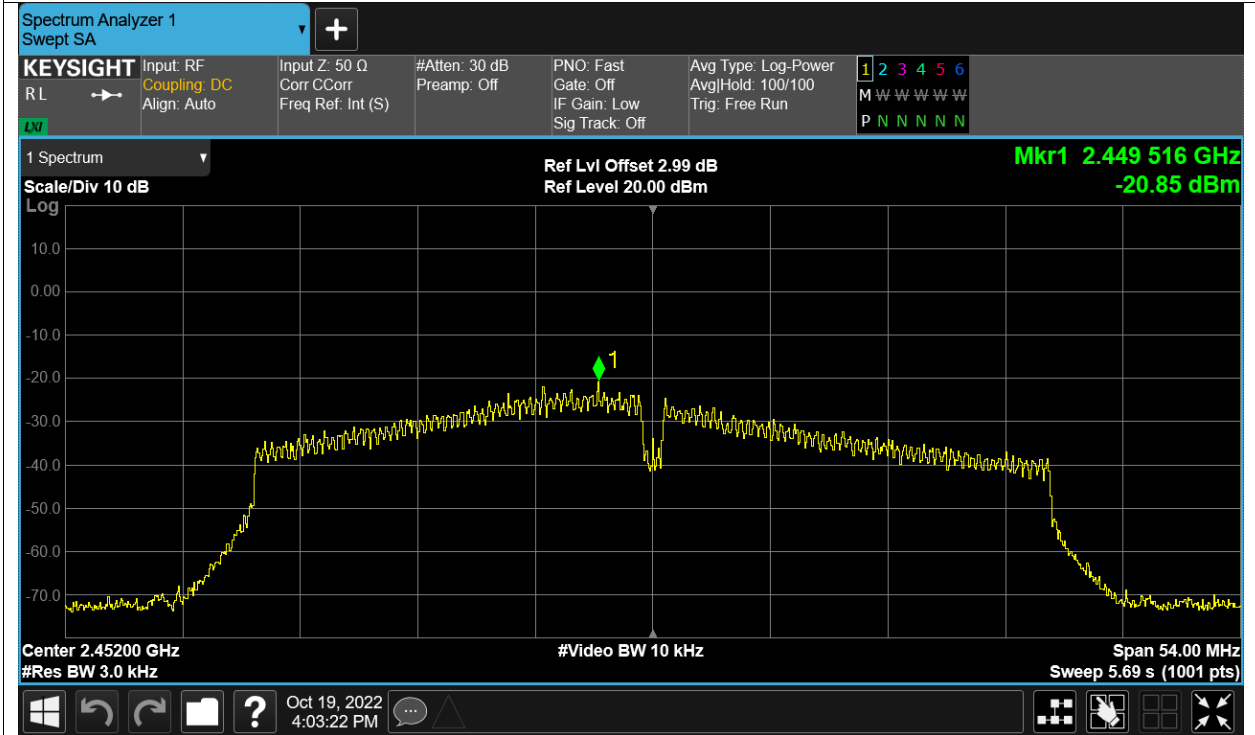 Spectrum Analyzer 1
Swept SA
+
KEYSIGHT
R L
LXI
Input: RF
Coupling: DC
Align: Auto
Input Z: 50 Ω
Corr CCorr
Freq Ref: Int (S)
#Atten: 30 dB
Preamp: Off
PNO: Fast
Gate: Off
IF Gain: Low
Sig Track: Off
Avg Type: Log-Power
Avg|Hold: 100/100
Trig: Free Run
1 2 3 4 5 6
M W W W W W
P N N N N N
1 Spectrum
Scale/Div 10 dB
Log
Ref Lvl Offset 2.99 dB
Ref Level 20.00 dBm
Mkr1 2.449 516 GHz
-20.85 dBm
10.0
0.00
-10.0
-20.0
-30.0
-40.0
-50.0
-60.0
-70.0
1
Center 2.45200 GHz
#Res BW 3.0 kHz
#Video BW 10 kHz
Span 54.00 MHz
Sweep 5.69 s (1001 pts)
?
Oct 19, 2022
4:03:22 PM